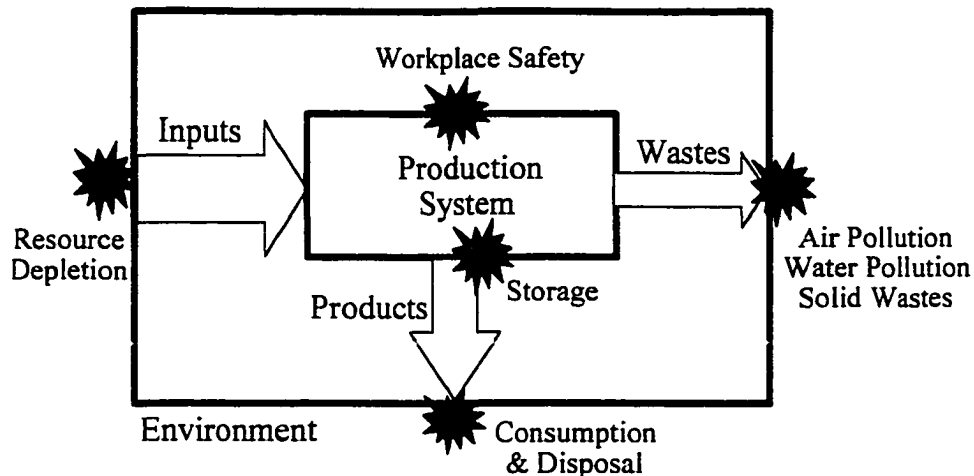 Workplace Safety
Inputs
Production
System
Wastes
Resource
Depletion
Air Pollution
Water Pollution
Solid Wastes
Products
Storage
Environment
Consumption
& Disposal